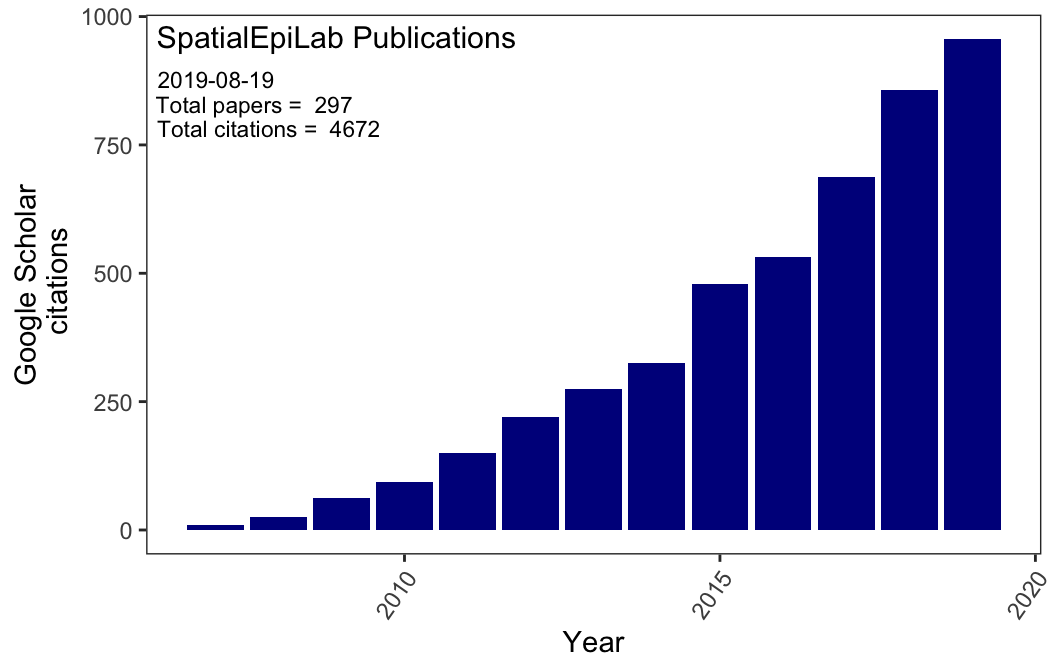 SpatialEpiLab Publications
2019-08-19
Total papers = 297
Total citations = 4672
Google Scholar
citations
1000
750
500
250
0
2010
2015
2020
Year